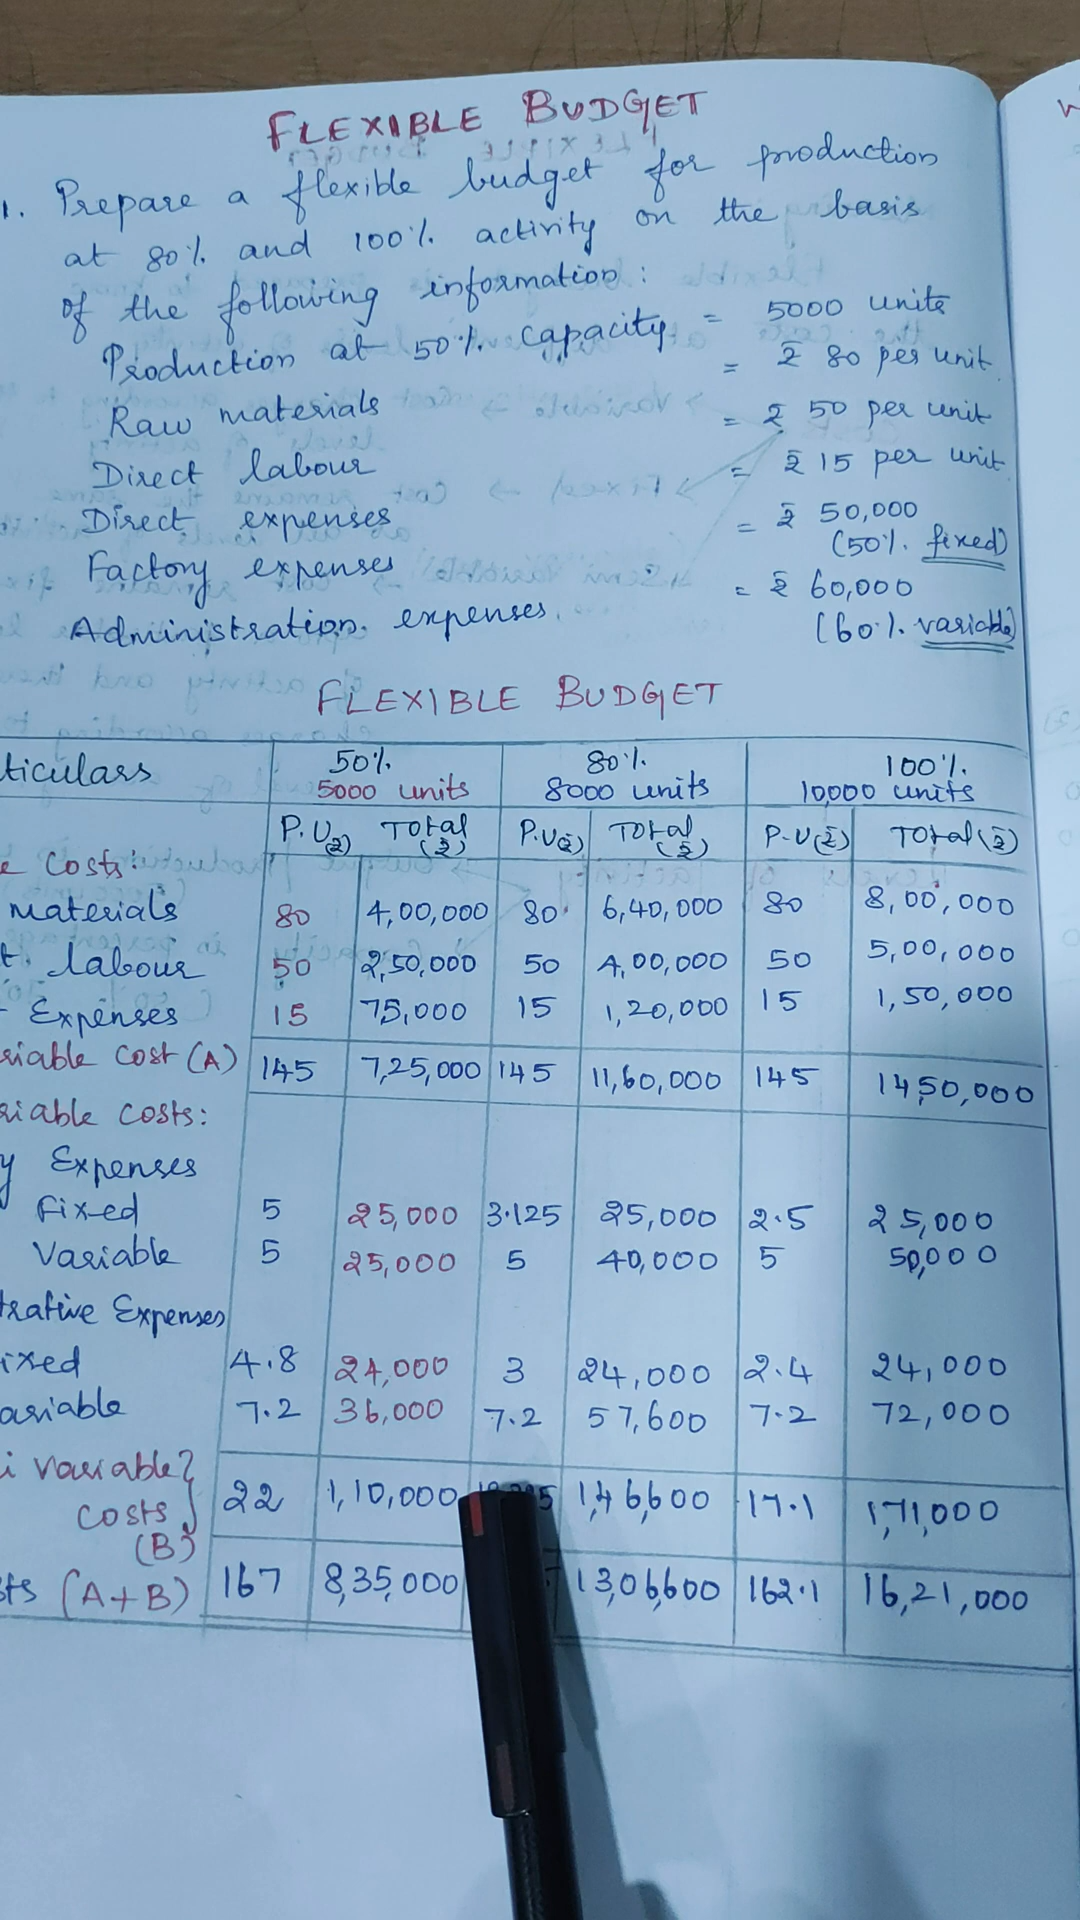 FLEXIBLE BUDGET
1. Prepare a flexible budget for production
at 80% and 100% activity on the basis
of the following information:
Production at 50% capacity = 5000 units
Raw materials = ₹ 80 per unit
Direct labour = ₹ 50 per unit
Direct expenses = ₹ 15 per unit
Factory expenses = ₹ 50,000
(50% fixed)
Administration expenses = ₹ 60,000
(60% variable)
FLEXIBLE BUDGET
ticulars 50% 80% 100%
5000 units 8000 units 10,000 units
P.U(₹) Total (₹) P.U(₹) Total (₹) P.U(₹) Total (₹)
e Costs:
materials 80 4,00,000 80 6,40,000 80 8,00,000
t. labour 50 2,50,000 50 4,00,000 50 5,00,000
Expenses 15 75,000 15 1,20,000 15 1,50,000
riable Cost (A) 145 7,25,000 145 11,60,000 145 1450,000
riable Costs:
y Expenses
Fixed 5 25,000 3.125 25,000 2.5 25,000
Variable 5 25,000 5 40,000 5 50,000
trative Expenses
ixed 4.8 24,000 3 24,000 2.4 24,000
ariable 7.2 36,000 7.2 57,600 7.2 72,000
i variable
costs (B) 22 1,10,000 1,46,600 17.1 1,71,000
sts (A+B) 167 8,35,000 13,06,600 162.1 16,21,000